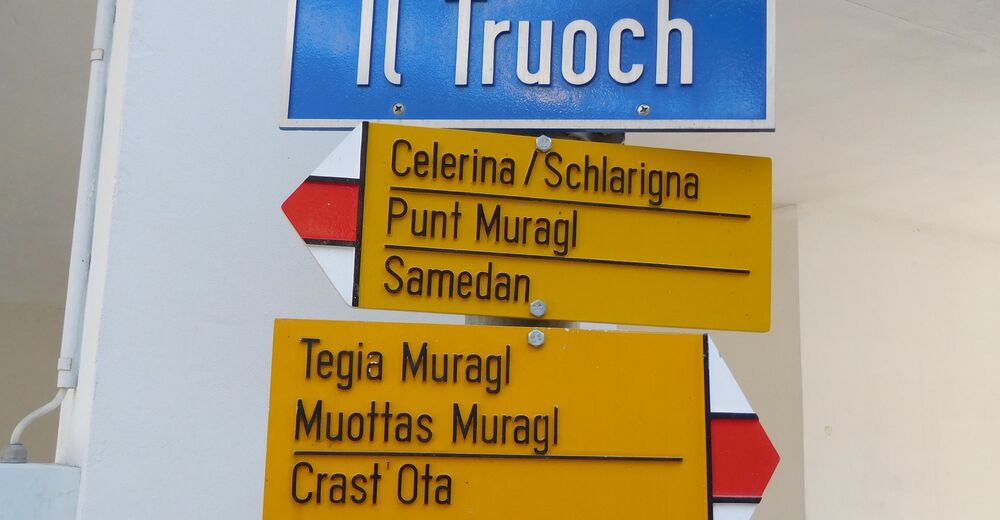 Il Truoch
Celerina/Schlarigna
Punt Muragl
Samedan
Tegia Muragl
Muottas Muragl
Crast'Ota